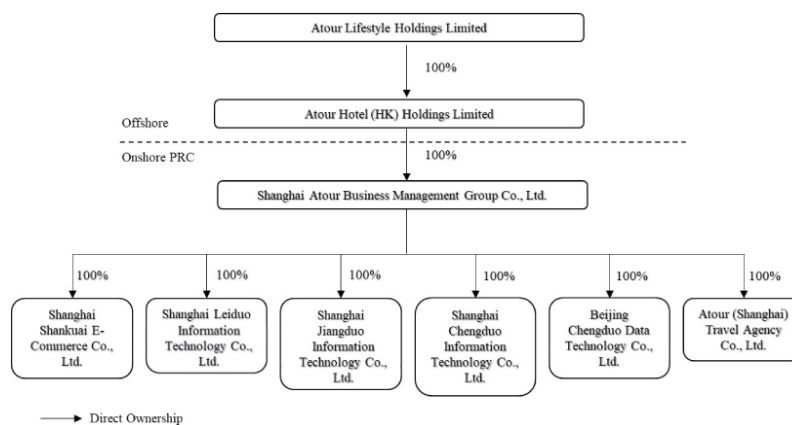 Atour Lifestyle Holdings Limited
100%
Atour Hotel (HK) Holdings Limited
Offshore
Onshore PRC
100%
Shanghai Atour Business Management Group Co., Ltd.
100%
100%
100%
100%
100%
100%
Shanghai
Shankuai E-
Commerce Co.,
Ltd.
Shanghai Leiduo
Information
Technology Co.,
Ltd.
Shanghai
Jiangduo
Information
Technology Co.,
Ltd.
Shanghai
Chengduo
Information
Technology Co.,
Ltd.
Beijing
Chengduo Data
Technology Co.,
Ltd.
Atour (Shanghai)
Travel Agency
Co., Ltd.
Direct Ownership